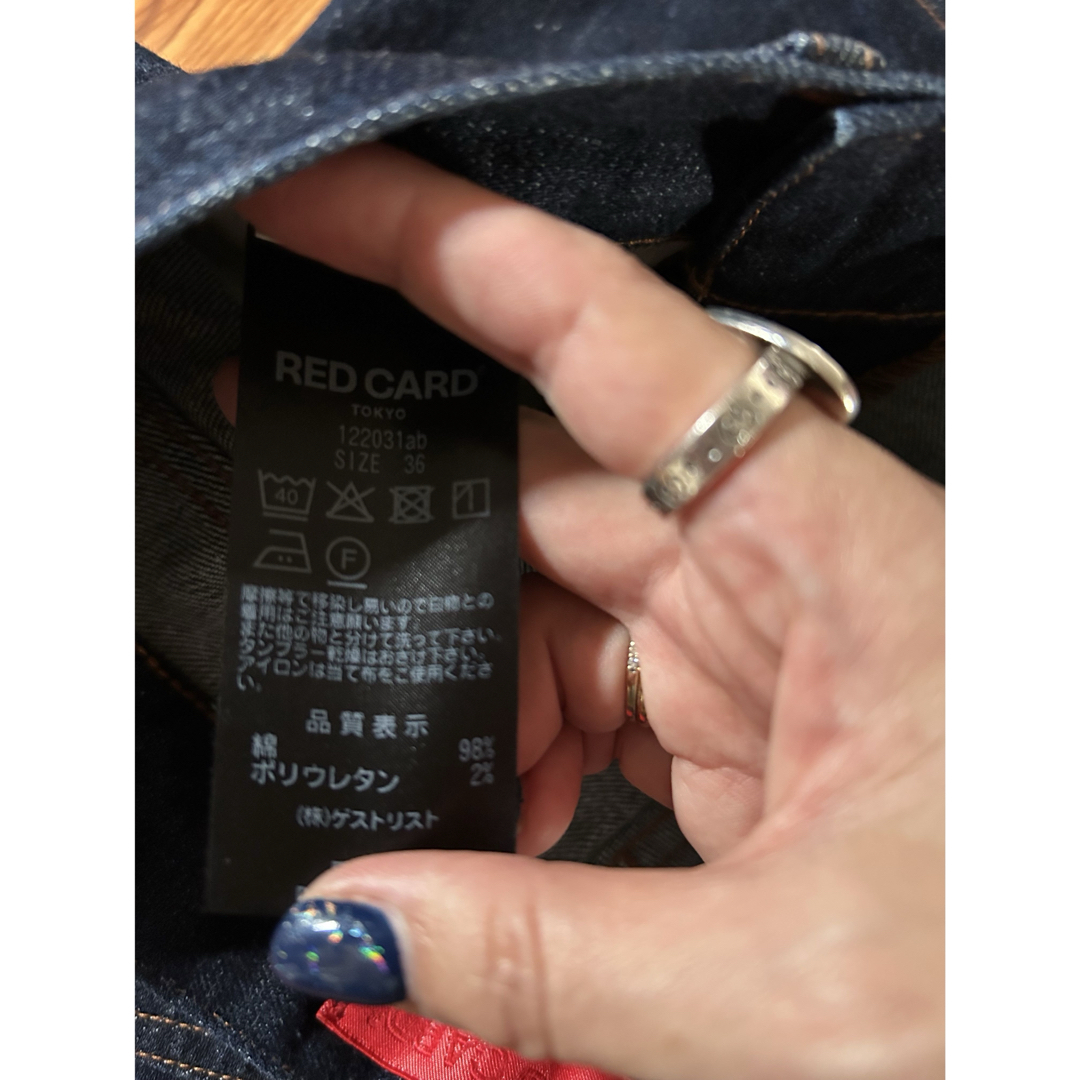 RED CARD
TOKYO
122031ab
SIZE 36
40
F
摩擦等で移染し易いので白物との
着用はご注意願います。
また他の物と分けて洗って下さい。
タンブラー乾燥はおさけ下さい。
アイロンは当て布をご使用くださ
い。
品質表示
綿 98%
ポリウレタン 2%
(株)ゲストリスト